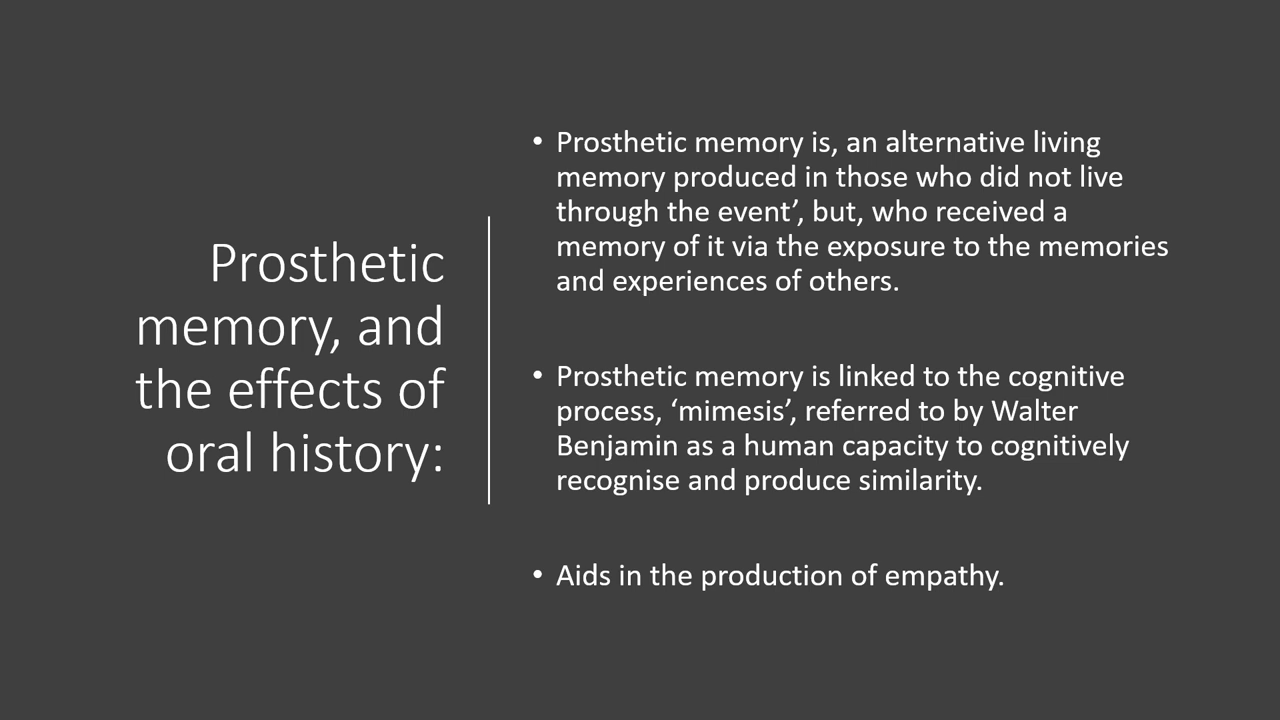 Prosthetic
memory, and
the effects of
oral history:
• Prosthetic memory is, an alternative living
memory produced in those who did not live
through the event’, but, who received a
memory of it via the exposure to the memories
and experiences of others.
• Prosthetic memory is linked to the cognitive
process, ‘mimesis’, referred to by Walter
Benjamin as a human capacity to cognitively
recognise and produce similarity.
• Aids in the production of empathy.